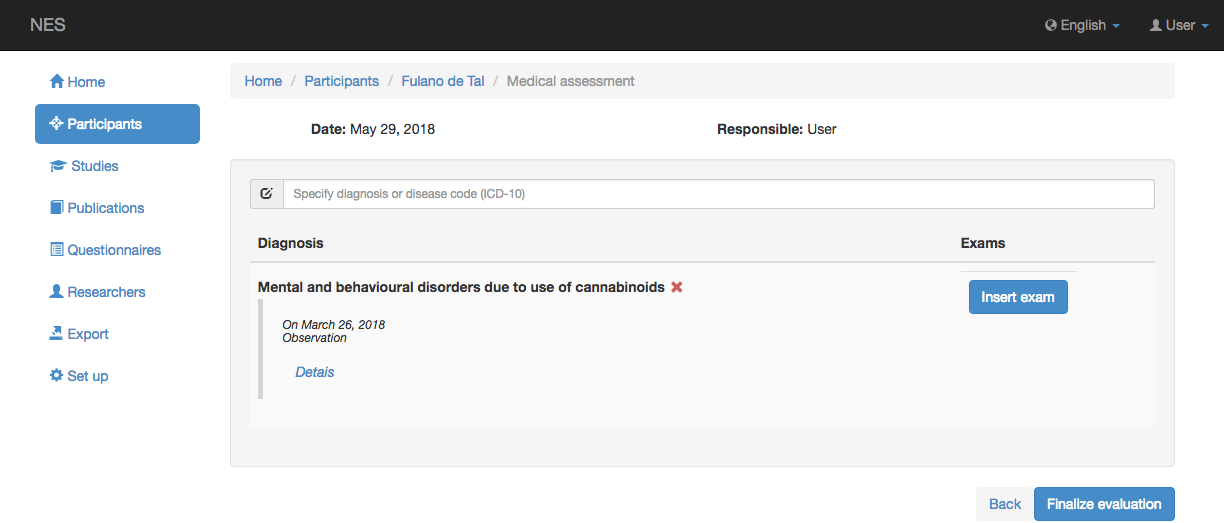 NES
English
User
Home
Participants
Studies
Publications
Questionnaires
Researchers
Export
Set up
Home / Participants / Fulano de Tal / Medical assessment
Date: May 29, 2018
Responsible: User
Specify diagnosis or disease code (ICD-10)
Diagnosis
Exams
Mental and behavioural disorders due to use of cannabinoids
Insert exam
On March 26, 2018
Observation
Detais
Back
Finalize evaluation